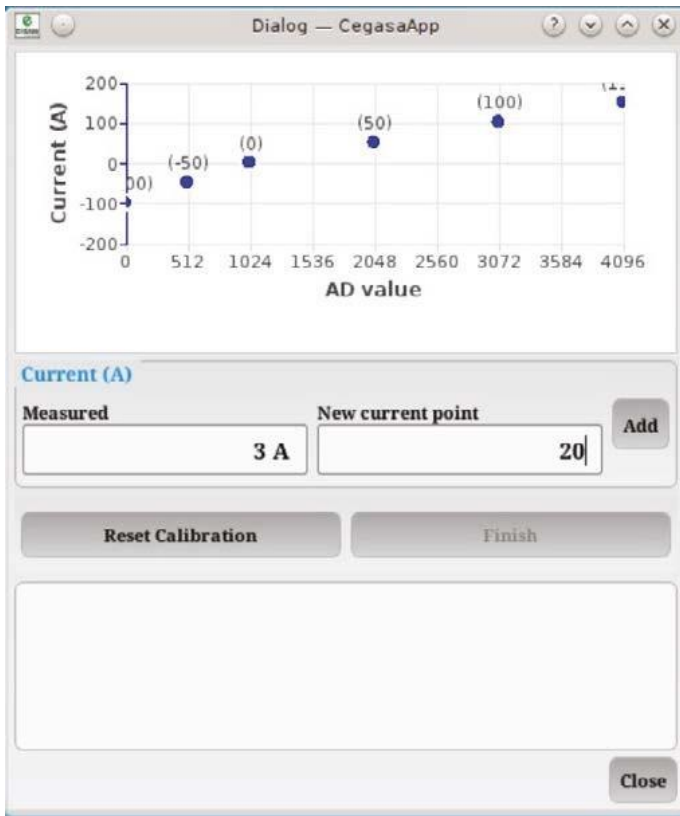 Dialog — CegasaApp
200
100
0
-100
-200
Current (A)
(-50)
(0)
(50)
(100)
0 512 1024 1536 2048 2560 3072 3584 4096
AD value
Current (A)
Measured New current point
3 A 20 Add
Reset Calibration Finish
Close